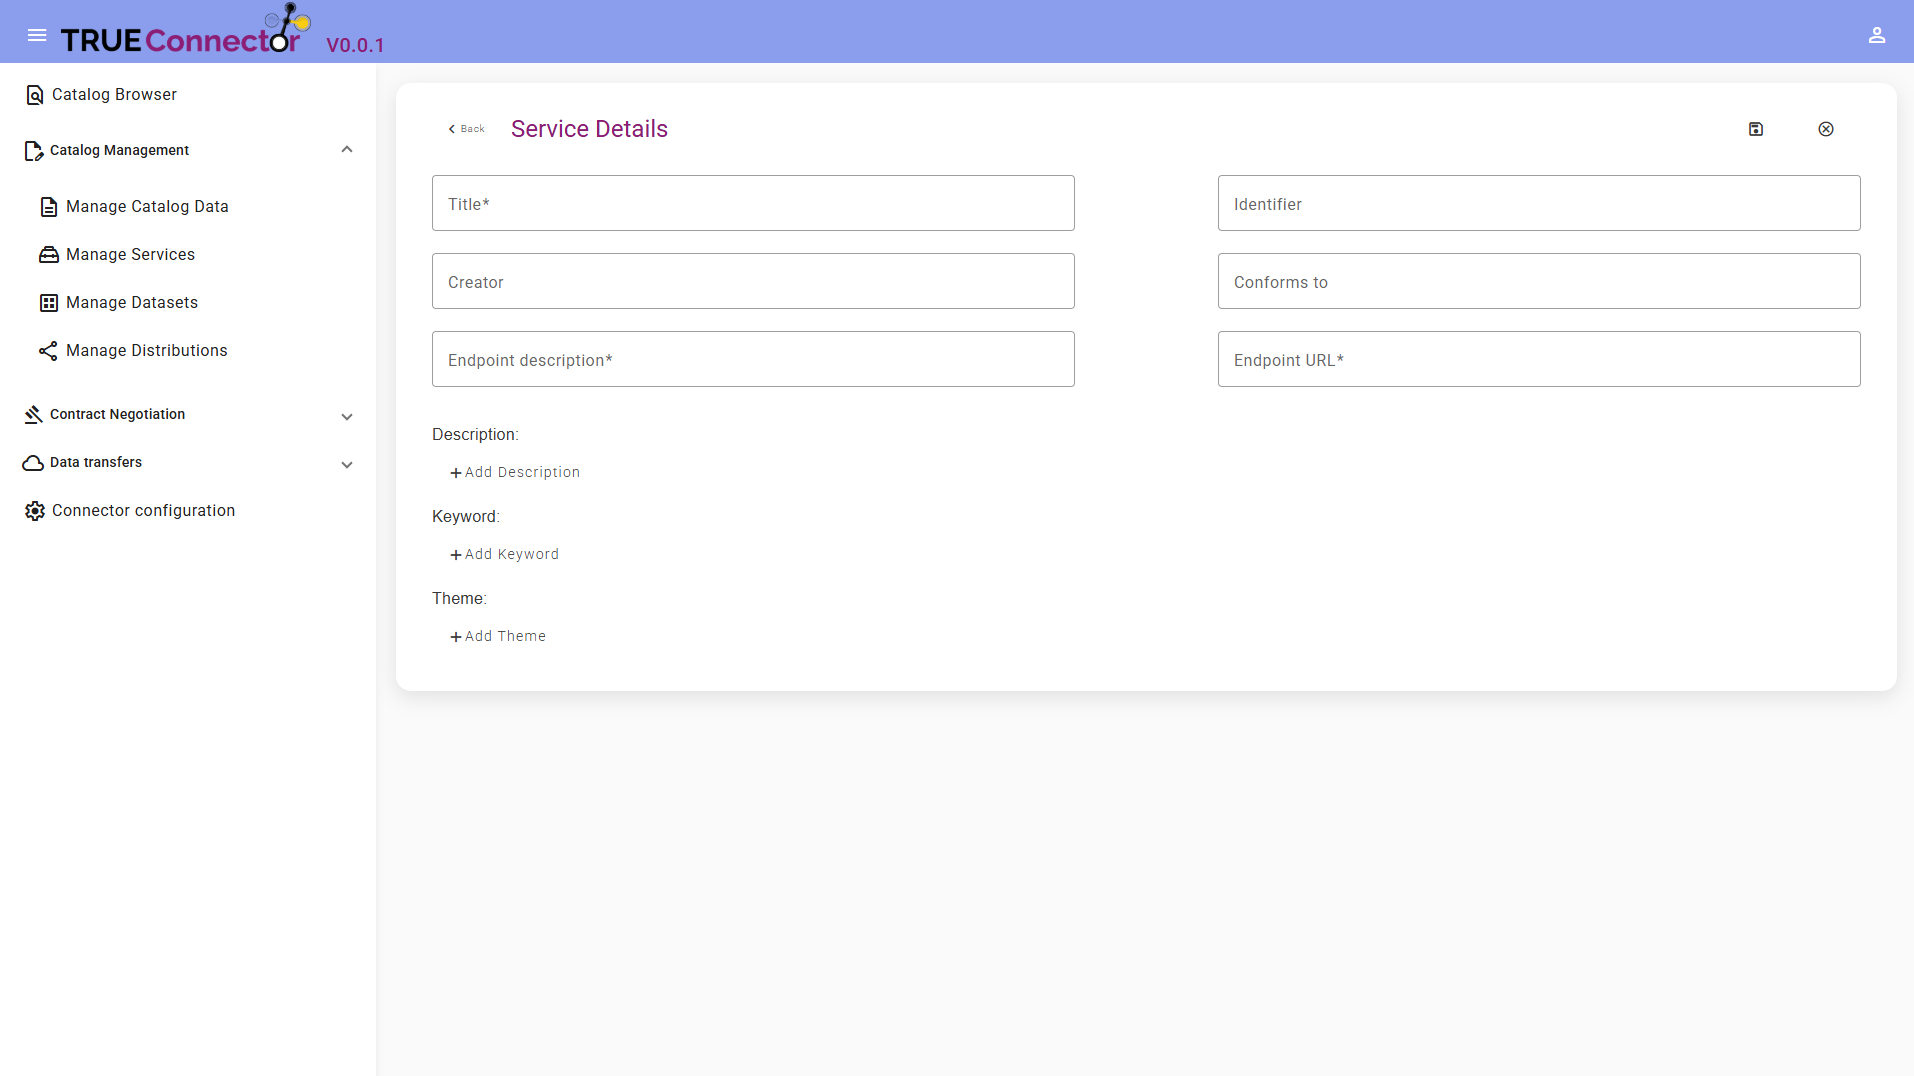 TRUEConnector V0.0.1
Catalog Browser
Catalog Management
Manage Catalog Data
Manage Services
Manage Datasets
Manage Distributions
Contract Negotiation
Data transfers
Connector configuration
Back
Service Details
Title*
Identifier
Creator
Conforms to
Endpoint description*
Endpoint URL*
Description:
+Add Description
Keyword:
+Add Keyword
Theme:
+Add Theme